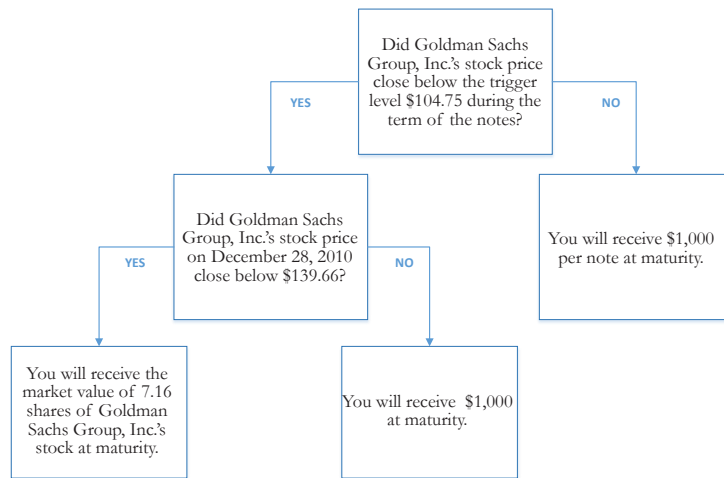 Did Goldman Sachs
Group, Inc.'s stock price
close below the trigger
level $104.75 during the
term of the notes?
YES
NO
Did Goldman Sachs
Group, Inc.'s stock price
on December 28, 2010
close below $139.66?
You will receive $1,000
per note at maturity.
YES
NO
You will receive the
market value of 7.16
shares of Goldman
Sachs Group, Inc.'s
stock at maturity.
You will receive $1,000
at maturity.